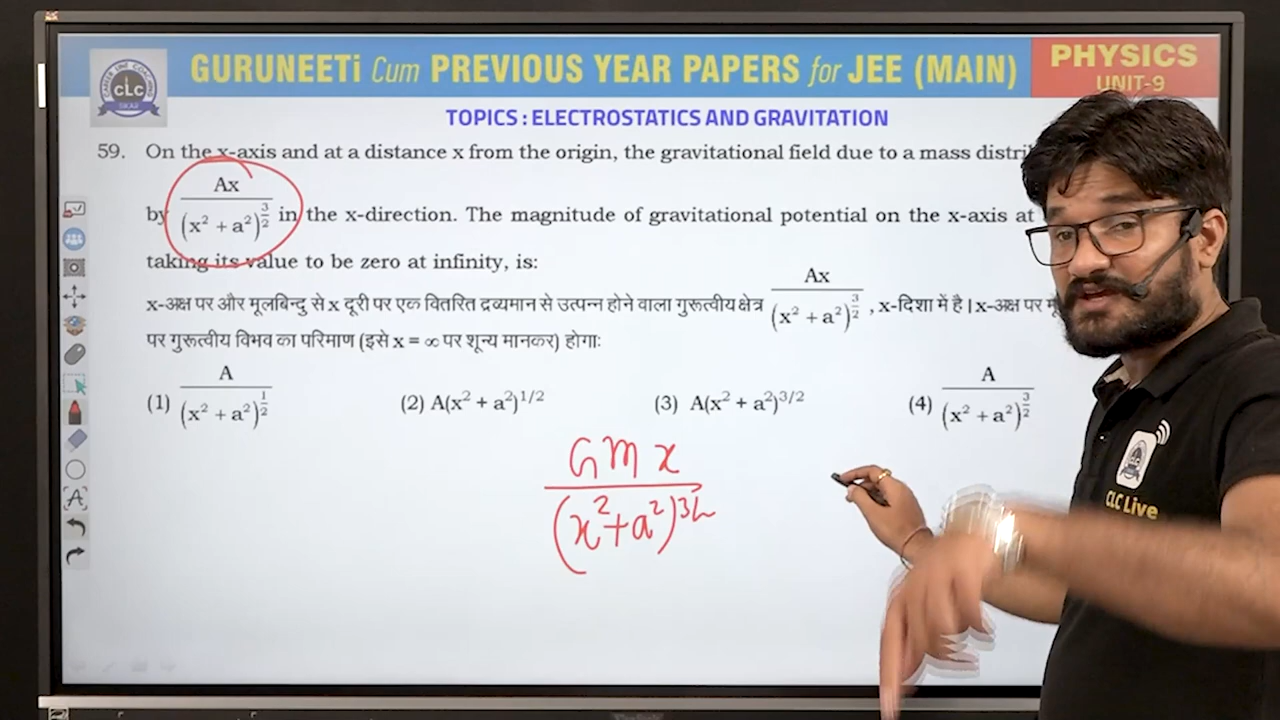 GURUNEETi Cum PREVIOUS YEAR PAPERS for JEE (MAIN)
PHYSICS
UNIT-9
CAREER LINE COACHING
CLC
SIKAR
TOPICS : ELECTROSTATICS AND GRAVITATION
59. On the x-axis and at a distance x from the origin, the gravitational field due to a mass
by Ax/(x² + a²)^(3/2) in the x-direction. The magnitude of gravitational potential on the x-axis at
taking its value to be zero at infinity, is:
x-अक्ष पर और मूलबिन्दु से x दूरी पर एक वितरित द्रव्यमान से उत्पन्न होने वाला गुरूत्वीय क्षेत्र Ax/(x² + a²)^(3/2) , x-दिशा में है। x-अक्ष पर
पर गुरूत्वीय विभव का परिमाण (इसे x = ∞ पर शून्य मानकर) होगाः
(1) A/(x² + a²)^(1/2) (2) A(x² + a²)^1/2 (3) A(x² + a²)^3/2 (4) A/(x² + a²)^(3/2)
GMx/(x²+a²)^3/2
CLC Live